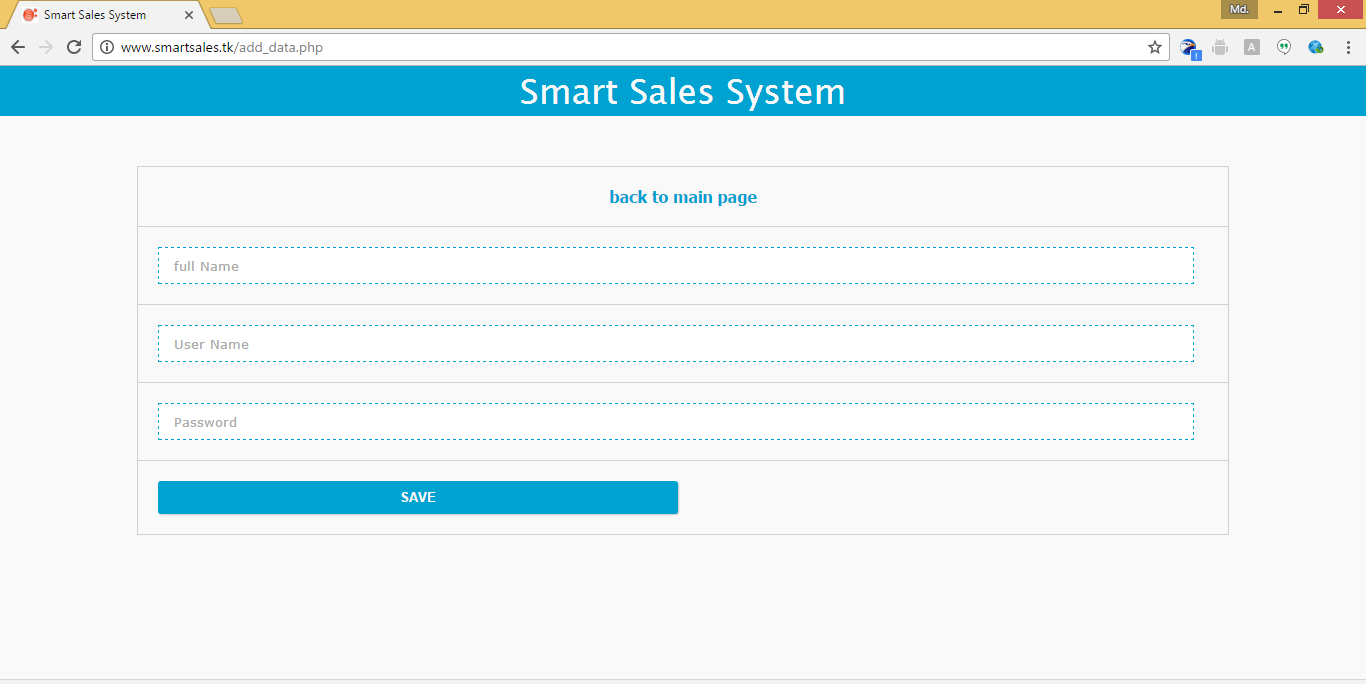 Smart Sales System
Md.
www.smartsales.tk/add_data.php
Smart Sales System
back to main page
full Name
User Name
Password
SAVE